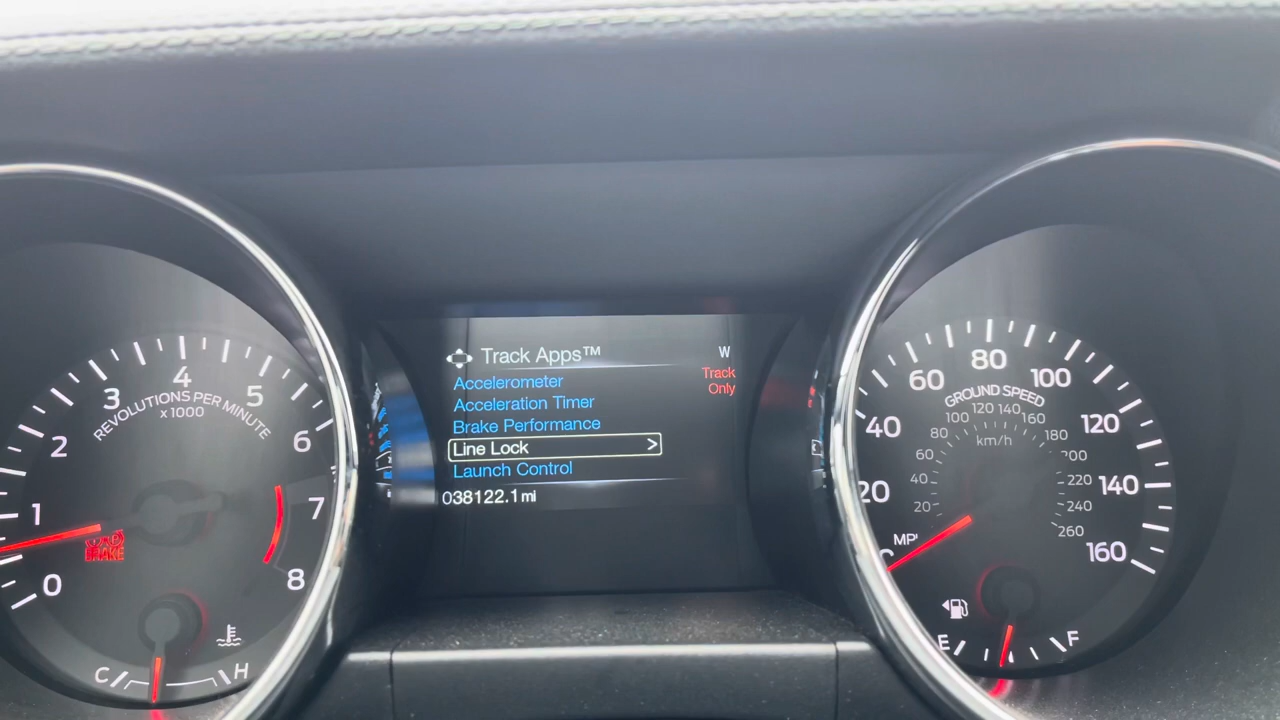 Track Apps™
W
Track
Only
Accelerometer
Acceleration Timer
Brake Performance
Line Lock >
Launch Control
038122.1 mi
0
1
2
3
4
5
6
7
8
REVOLUTIONS PER MINUTE
x1000
BRAKE
C
H
20
40
60
80
100
120
140
160
GROUND SPEED
20
40
60
80
100
120
140
160
180
200
220
240
260
km/h
E
F